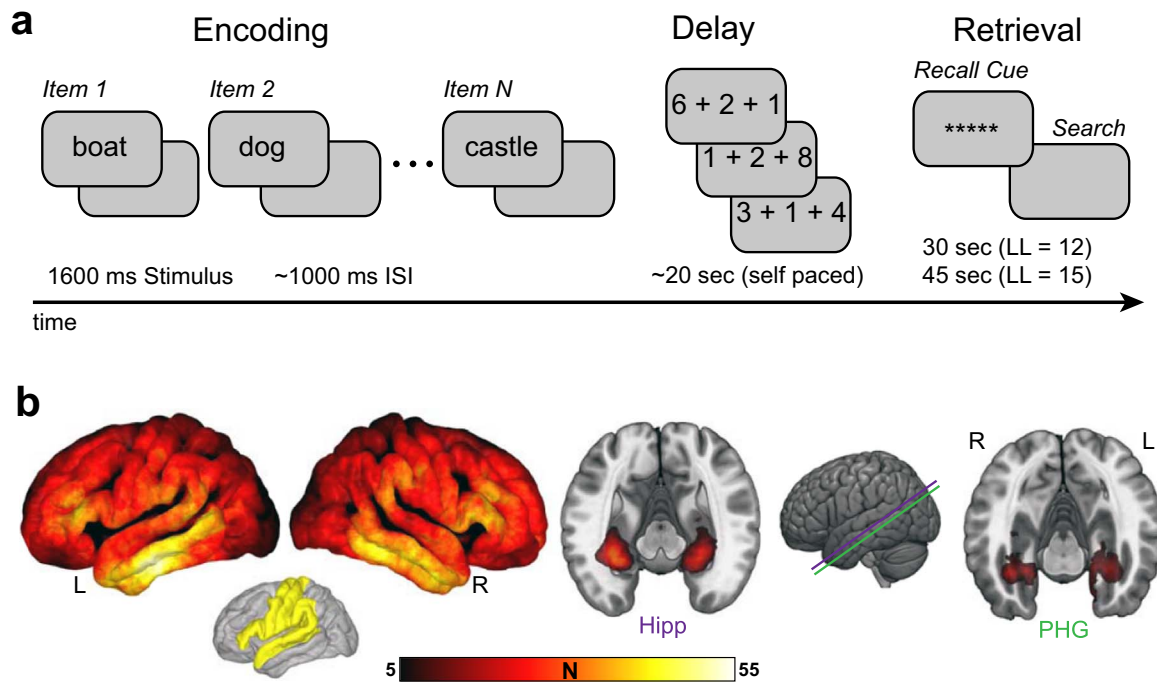 a
Encoding
Delay
Retrieval
Item 1
Item 2
Item N
Recall Cue
boat
dog
• • •
castle
6 + 2 + 1
1 + 2 + 8
3 + 1 + 4
*****
Search
1600 ms Stimulus
~1000 ms ISI
~20 sec (self paced)
30 sec (LL = 12)
45 sec (LL = 15)
time
b
L
R
Hipp
R
L
PHG
5
N
55